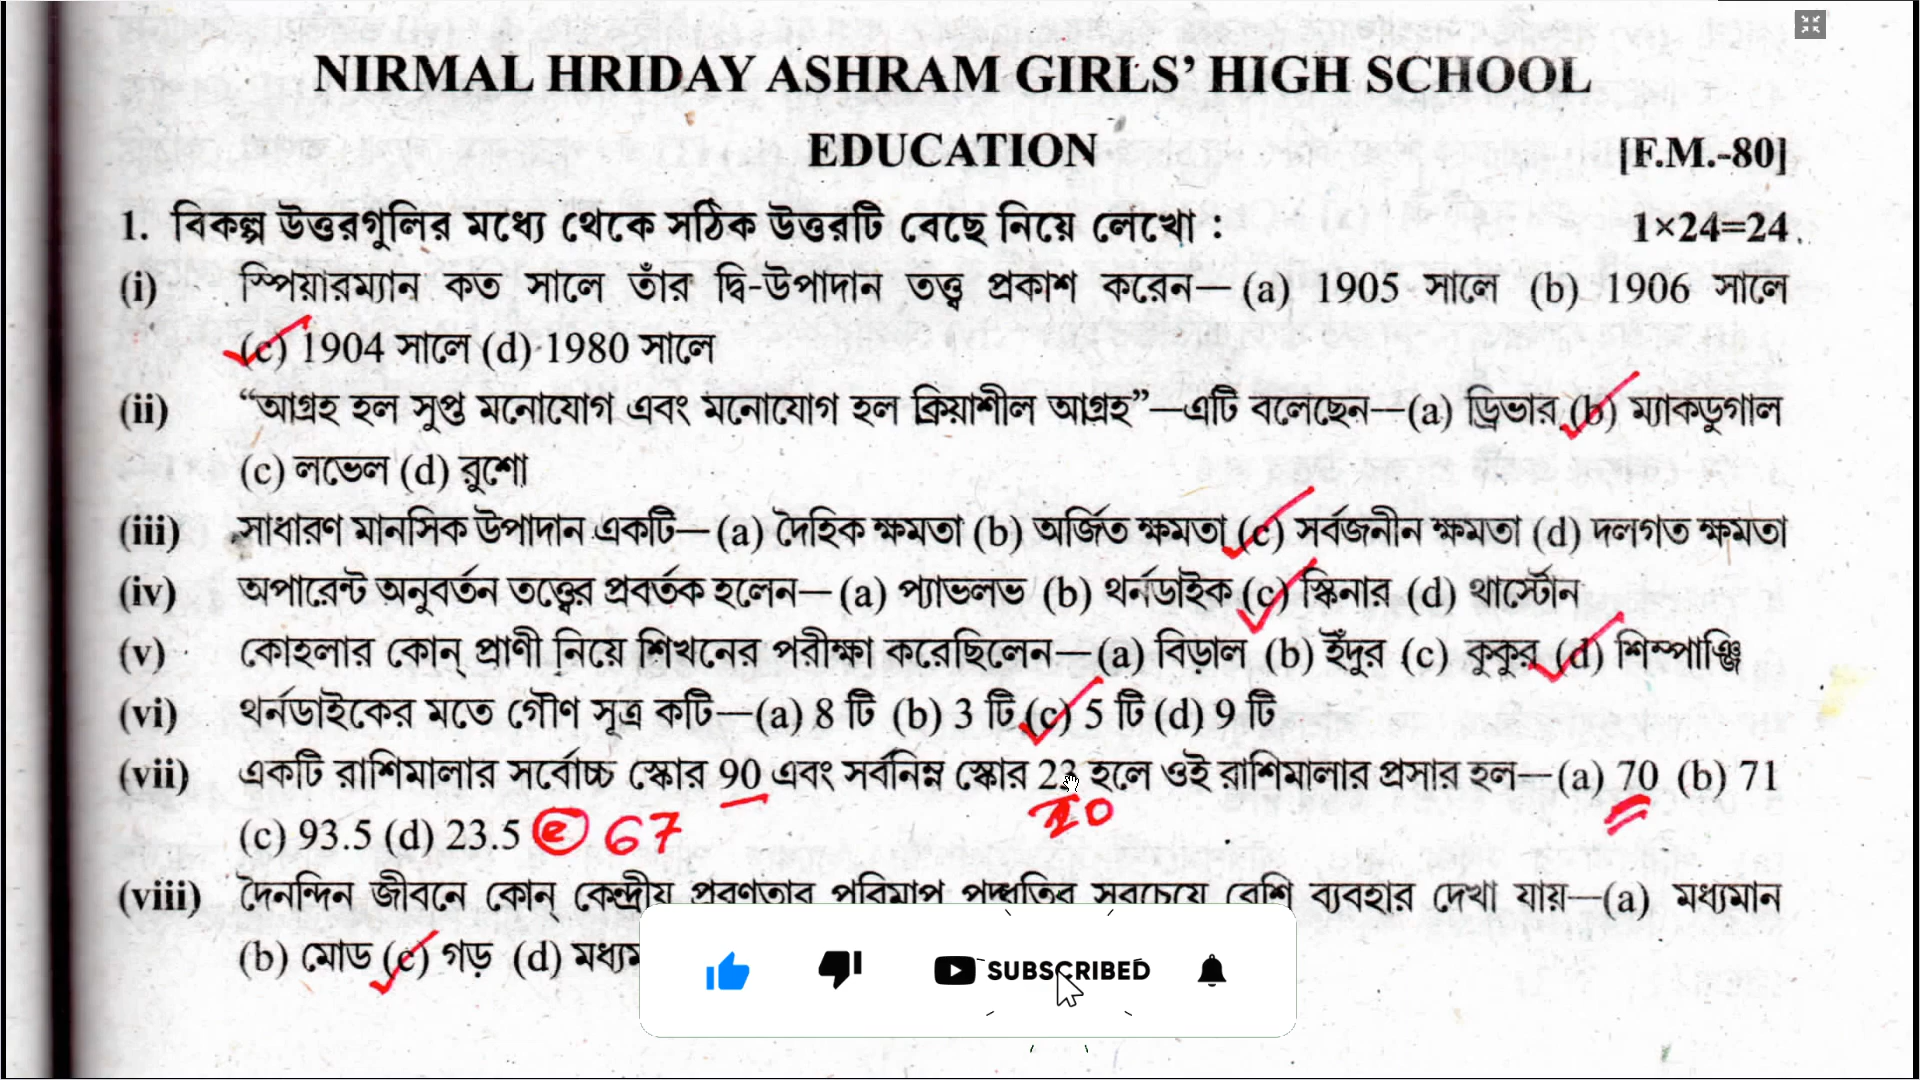 NIRMAL HRIDAY ASHRAM GIRLS’ HIGH SCHOOL
EDUCATION [F.M.-80]
1. বিকল্প উত্তরগুলির মধ্যে থেকে সঠিক উত্তরটি বেছে নিয়ে লেখো : 1×24=24
(i) স্পিয়ারম্যান কত সালে তাঁর দ্বি-উপাদান তত্ত্ব প্রকাশ করেন— (a) 1905 সালে (b) 1906 সালে
(c) 1904 সালে (d) 1980 সালে
(ii) “আগ্রহ হল সুপ্ত মনোযোগ এবং মনোযোগ হল ক্রিয়াশীল আগ্রহ”—এটি বলেছেন—(a) ড্রিভার (b) ম্যাকডুগাল
(c) লভেল (d) রুশো
(iii) সাধারণ মানসিক উপাদান একটি—(a) দৈহিক ক্ষমতা (b) অর্জিত ক্ষমতা (c) সর্বজনীন ক্ষমতা (d) দলগত ক্ষমতা
(iv) অপারেন্ট অনুবর্তন তত্ত্বের প্রবর্তক হলেন— (a) প্যাভলভ (b) থর্নডাইক (c) স্কিনার (d) থার্স্টোন
(v) কোহলার কোন্ প্রাণী নিয়ে শিখনের পরীক্ষা করেছিলেন—(a) বিড়াল (b) ইঁদুর (c) কুকুর (d) শিম্পাঞ্জি
(vi) থর্নডাইকের মতে গৌণ সূত্র কটি—(a) 8 টি (b) 3 টি (c) 5 টি (d) 9 টি
(vii) একটি রাশিমালার সর্বোচ্চ স্কোর 90 এবং সর্বনিম্ন স্কোর 23 হলে ওই রাশিমালার প্রসার হল—(a) 70 (b) 71
(c) 93.5 (d) 23.5 (e) 67 20
(viii) দৈনন্দিন জীবনে কোন্ কেন্দ্রীয় প্রবণতার পরিমাপ পদ্ধতির সবচেয়ে বেশি ব্যবহার দেখা যায়—(a) মধ্যমান
(b) মোড (c) গড় (d)
SUBSCRIBED